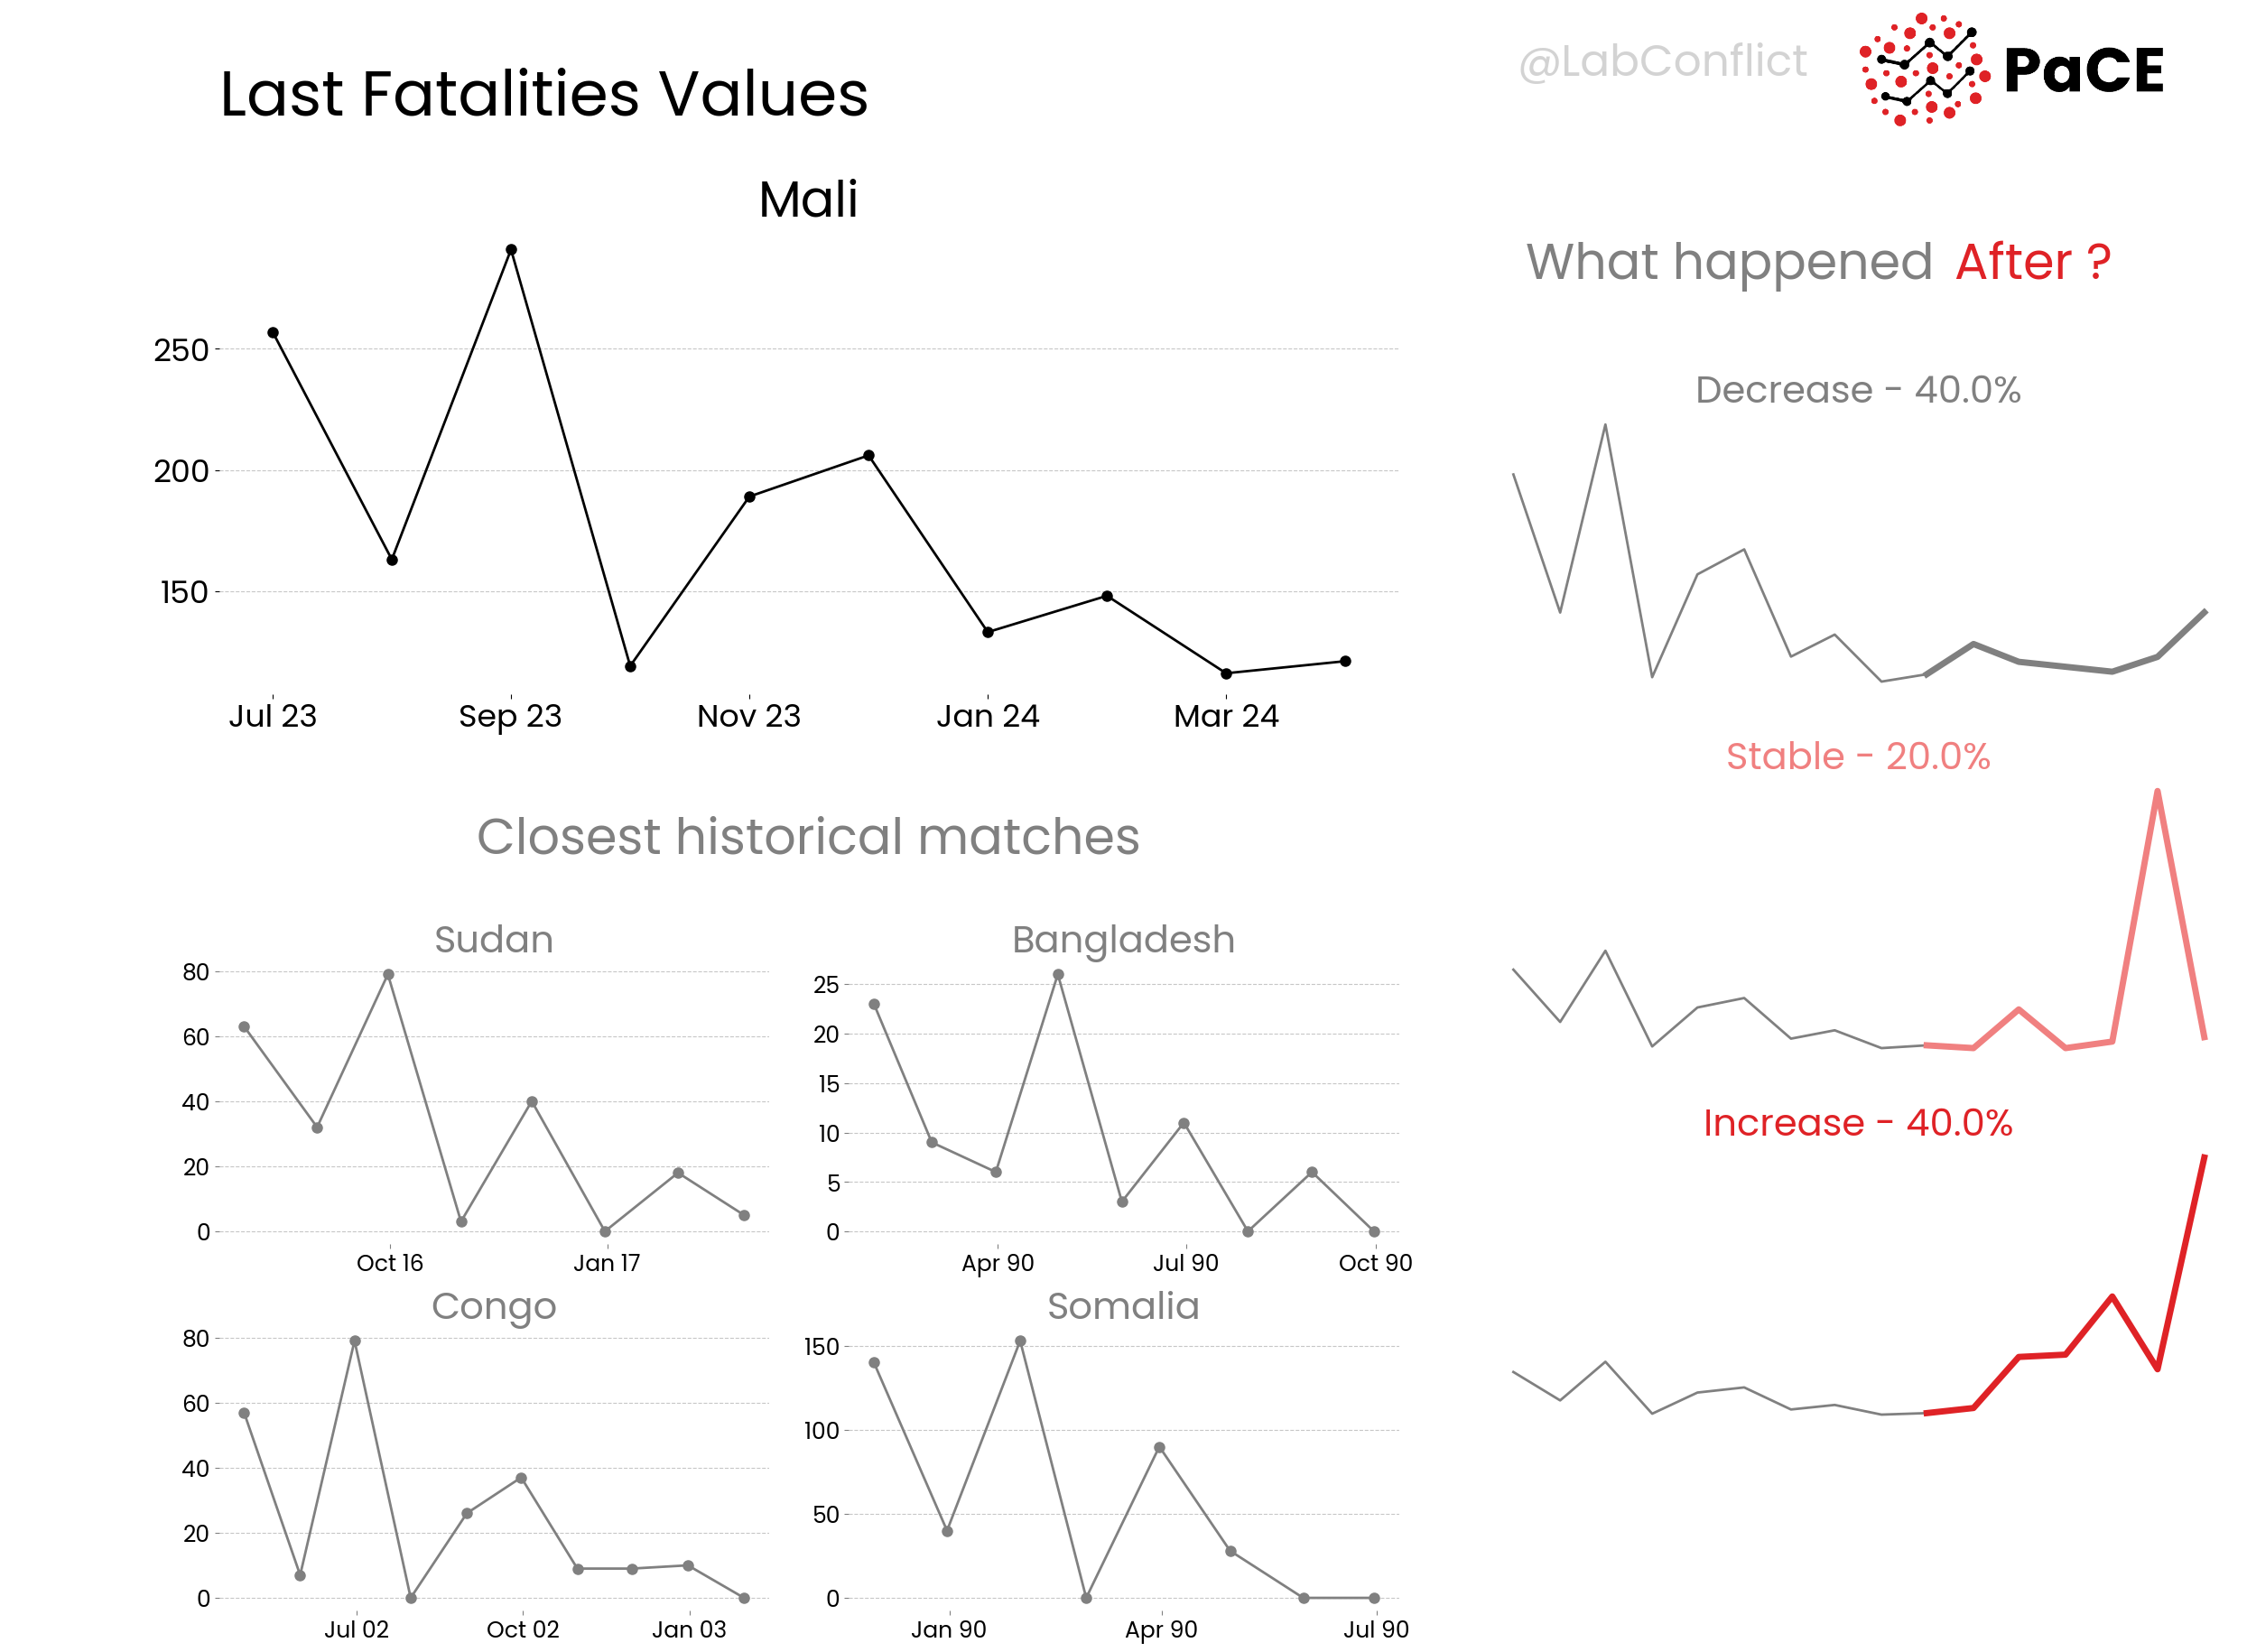 @LabConflict
PaCE
Last Fatalities Values
Mali
250
200
150
Jul 23
Sep 23
Nov 23
Jan 24
Mar 24
What happened After ?
Decrease - 40.0%
Stable - 20.0%
Increase - 40.0%
Closest historical matches
Sudan
80
60
40
20
0
Oct 16
Jan 17
Bangladesh
25
20
15
10
5
0
Apr 90
Jul 90
Oct 90
Congo
80
60
40
20
0
Jul 02
Oct 02
Jan 03
Somalia
150
100
50
0
Jan 90
Apr 90
Jul 90